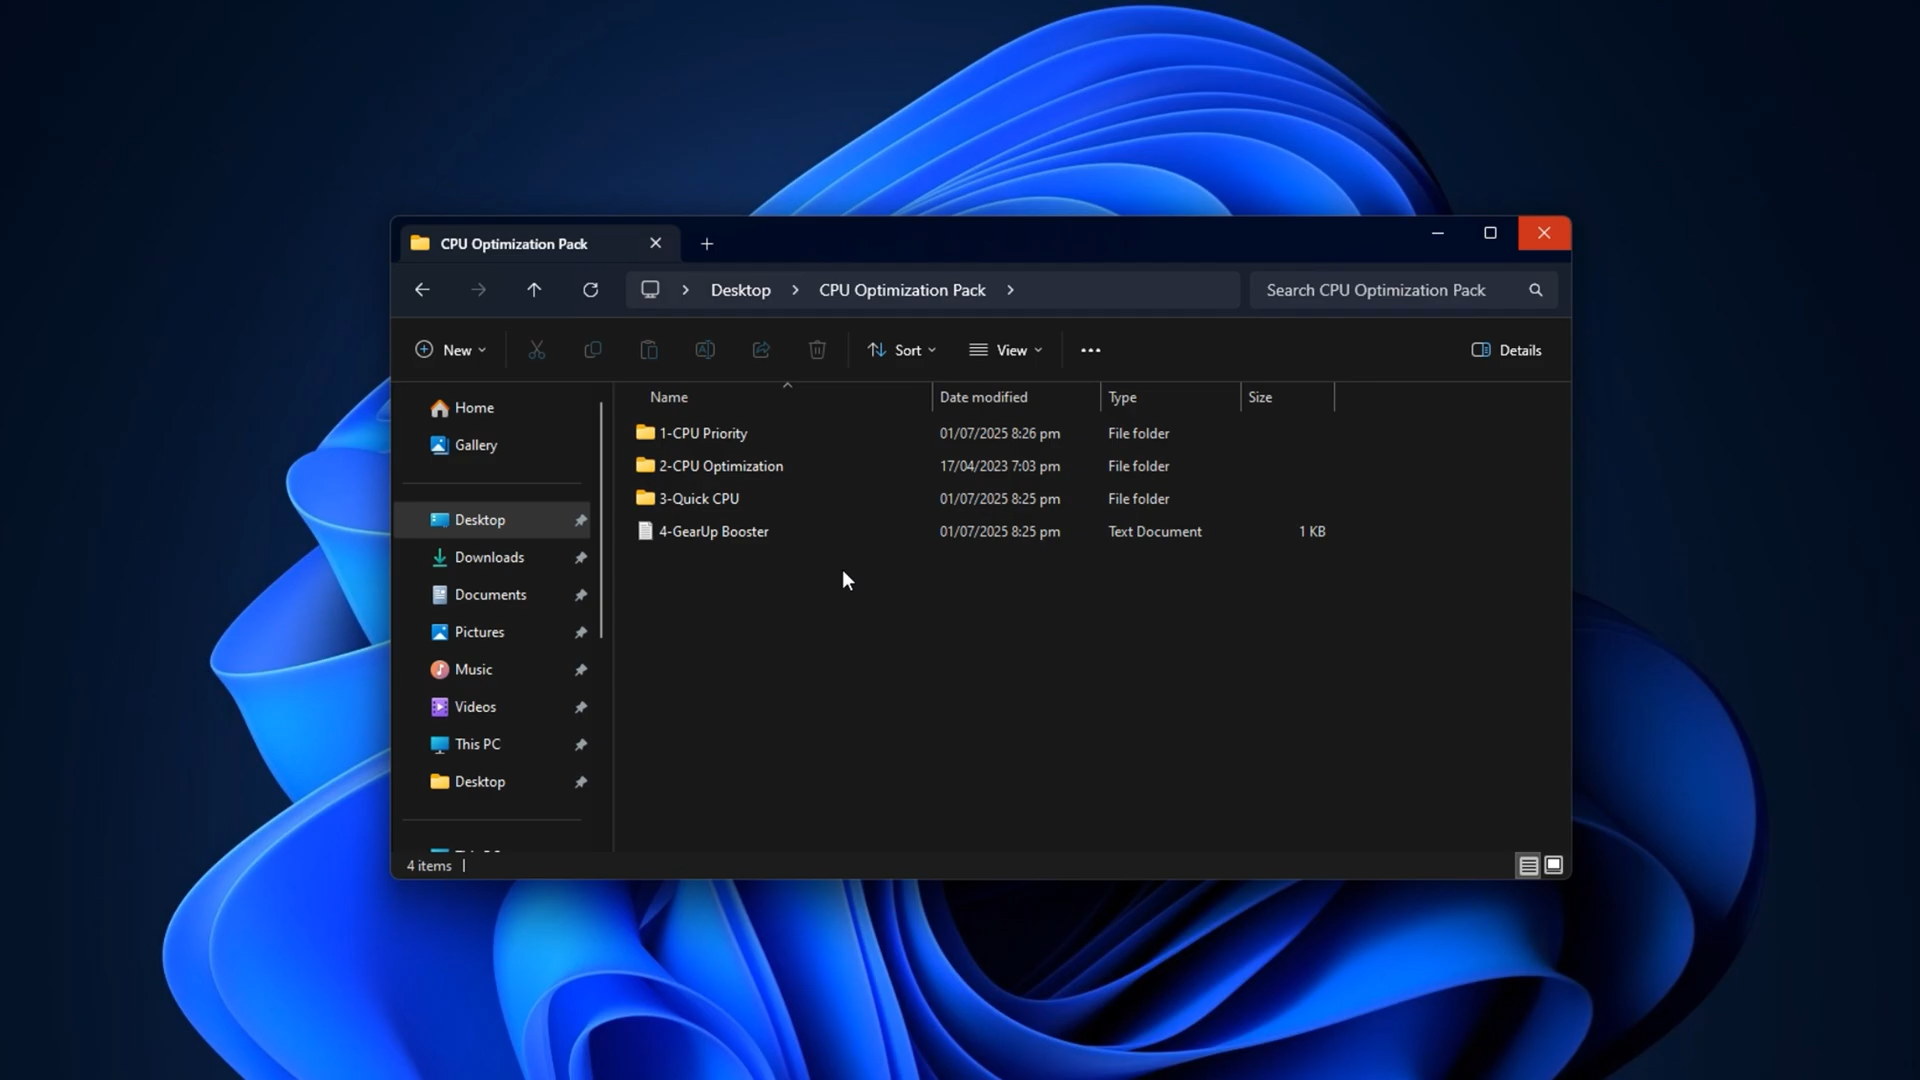 CPU Optimization Pack
Desktop CPU Optimization Pack
Search CPU Optimization Pack
New
Sort
View
Details
Name Date modified Type Size
1-CPU Priority 01/07/2025 8:26 pm File folder
2-CPU Optimization 17/04/2023 7:03 pm File folder
3-Quick CPU 01/07/2025 8:25 pm File folder
4-GearUp Booster 01/07/2025 8:25 pm Text Document 1 KB
Home
Gallery
Desktop
Downloads
Documents
Pictures
Music
Videos
This PC
Desktop
4 items